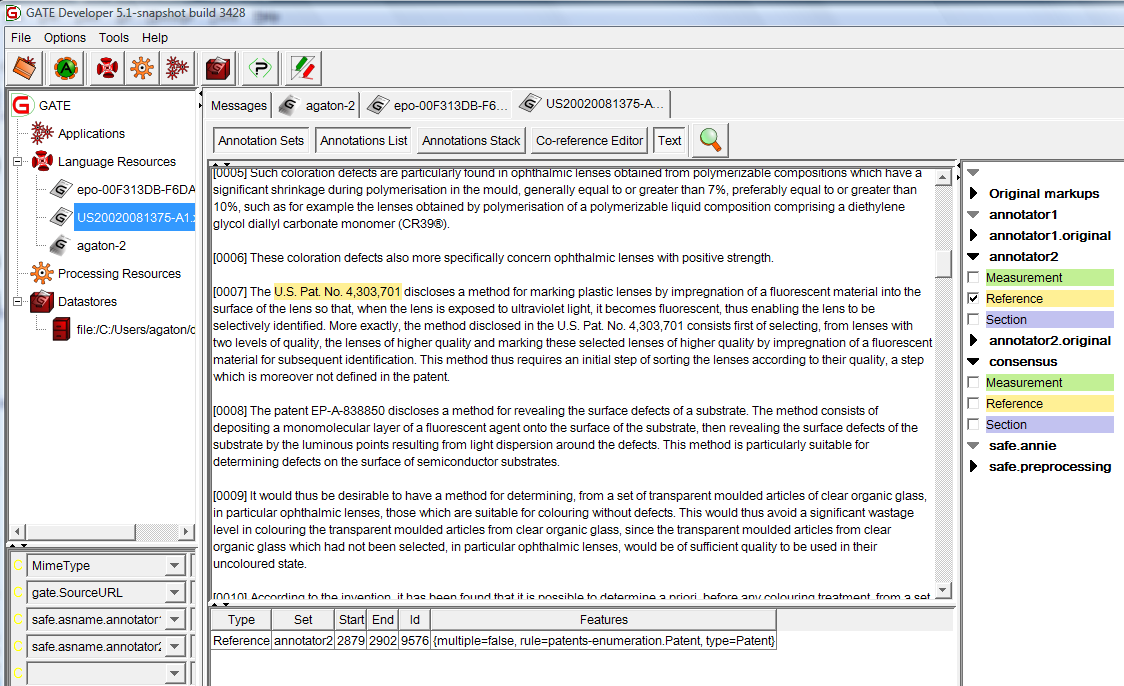 GATE Developer 5.1-snapshot build 3428
File Options Tools Help
GATE
Applications
Language Resources
epo-00F313DB-F6DA
US20020081375-A1.x
agaton-2
Processing Resources
Datastores
file:/C:/Users/agaton/d
MimeType
gate.SourceURL
safe.asname.annotator1
safe.asname.annotator2
Messages agaton-2 epo-00F313DB-F6... US20020081375-A...
Annotation Sets Annotations List Annotations Stack Co-reference Editor Text
[0005] Such coloration defects are particularly found in ophthalmic lenses obtained from polymerizable compositions which have a
significant shrinkage during polymerisation in the mould, generally equal to or greater than 7%, preferably equal to or greater than
10%, such as for example the lenses obtained by polymerisation of a polymerizable liquid composition comprising a diethylene
glycol diallyl carbonate monomer (CR39®).
[0006] These coloration defects also more specifically concern ophthalmic lenses with positive strength.
[0007] The U.S. Pat. No. 4,303,701 discloses a method for marking plastic lenses by impregnation of a fluorescent material into the
surface of the lens so that, when the lens is exposed to ultraviolet light, it becomes fluorescent, thus enabling the lens to be
selectively identified. More exactly, the method disclosed in the U.S. Pat. No. 4,303,701 consists first of selecting, from lenses with
two levels of quality, the lenses of higher quality and marking these selected lenses of higher quality by impregnation of a fluorescent
material for subsequent identification. This method thus requires an initial step of sorting the lenses according to their quality, a step
which is moreover not defined in the patent.
[0008] The patent EP-A-838850 discloses a method for revealing the surface defects of a substrate. The method consists of
depositing a monomolecular layer of a fluorescent agent onto the surface of the substrate, then revealing the surface defects of the
substrate by the luminous points resulting from light dispersion around the defects. This method is particularly suitable for
determining defects on the surface of semiconductor substrates.
[0009] It would thus be desirable to have a method for determining, from a set of transparent moulded articles of clear organic glass,
in particular ophthalmic lenses, those which are suitable for colouring without defects. This would thus avoid a significant wastage
level in colouring the transparent moulded articles from clear organic glass, since the transparent moulded articles from clear
organic glass which had not been selected, in particular ophthalmic lenses, would be of sufficient quality to be used in their
uncoloured state.
[0010] According to the invention, it has been found that it is possible to determine a priori, before any colouring treatment, from a set
Type Set Start End Id Features
Reference annotator2 2879 2902 9576 {multiple=false, rule=patents-enumeration.Patent, type=Patent}
Original markups
annotator1
annotator1.original
annotator2
Measurement
Reference
Section
annotator2.original
consensus
Measurement
Reference
Section
safe.annie
safe.preprocessing